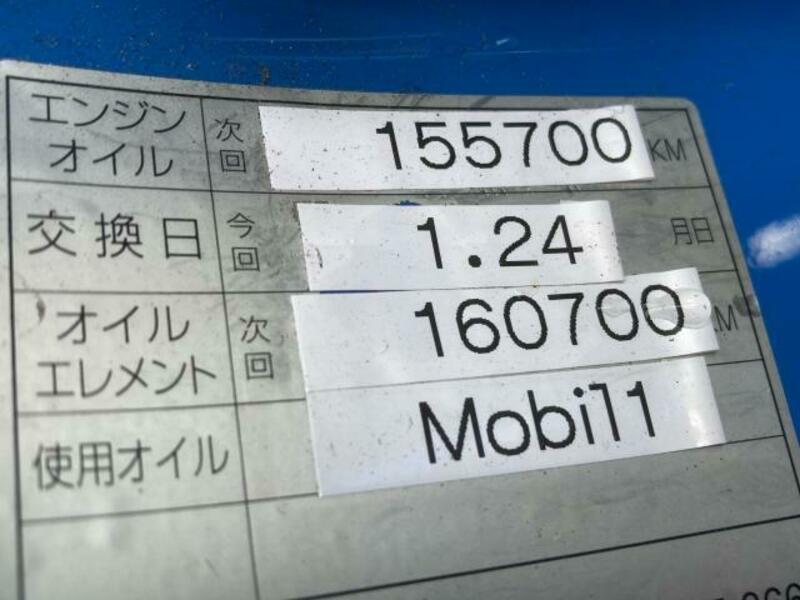 エンジン
オイル
次回
155700
KM
交換日
今回
1.24
月日
オイル
エレメント
次回
160700
使用オイル
Mobil1